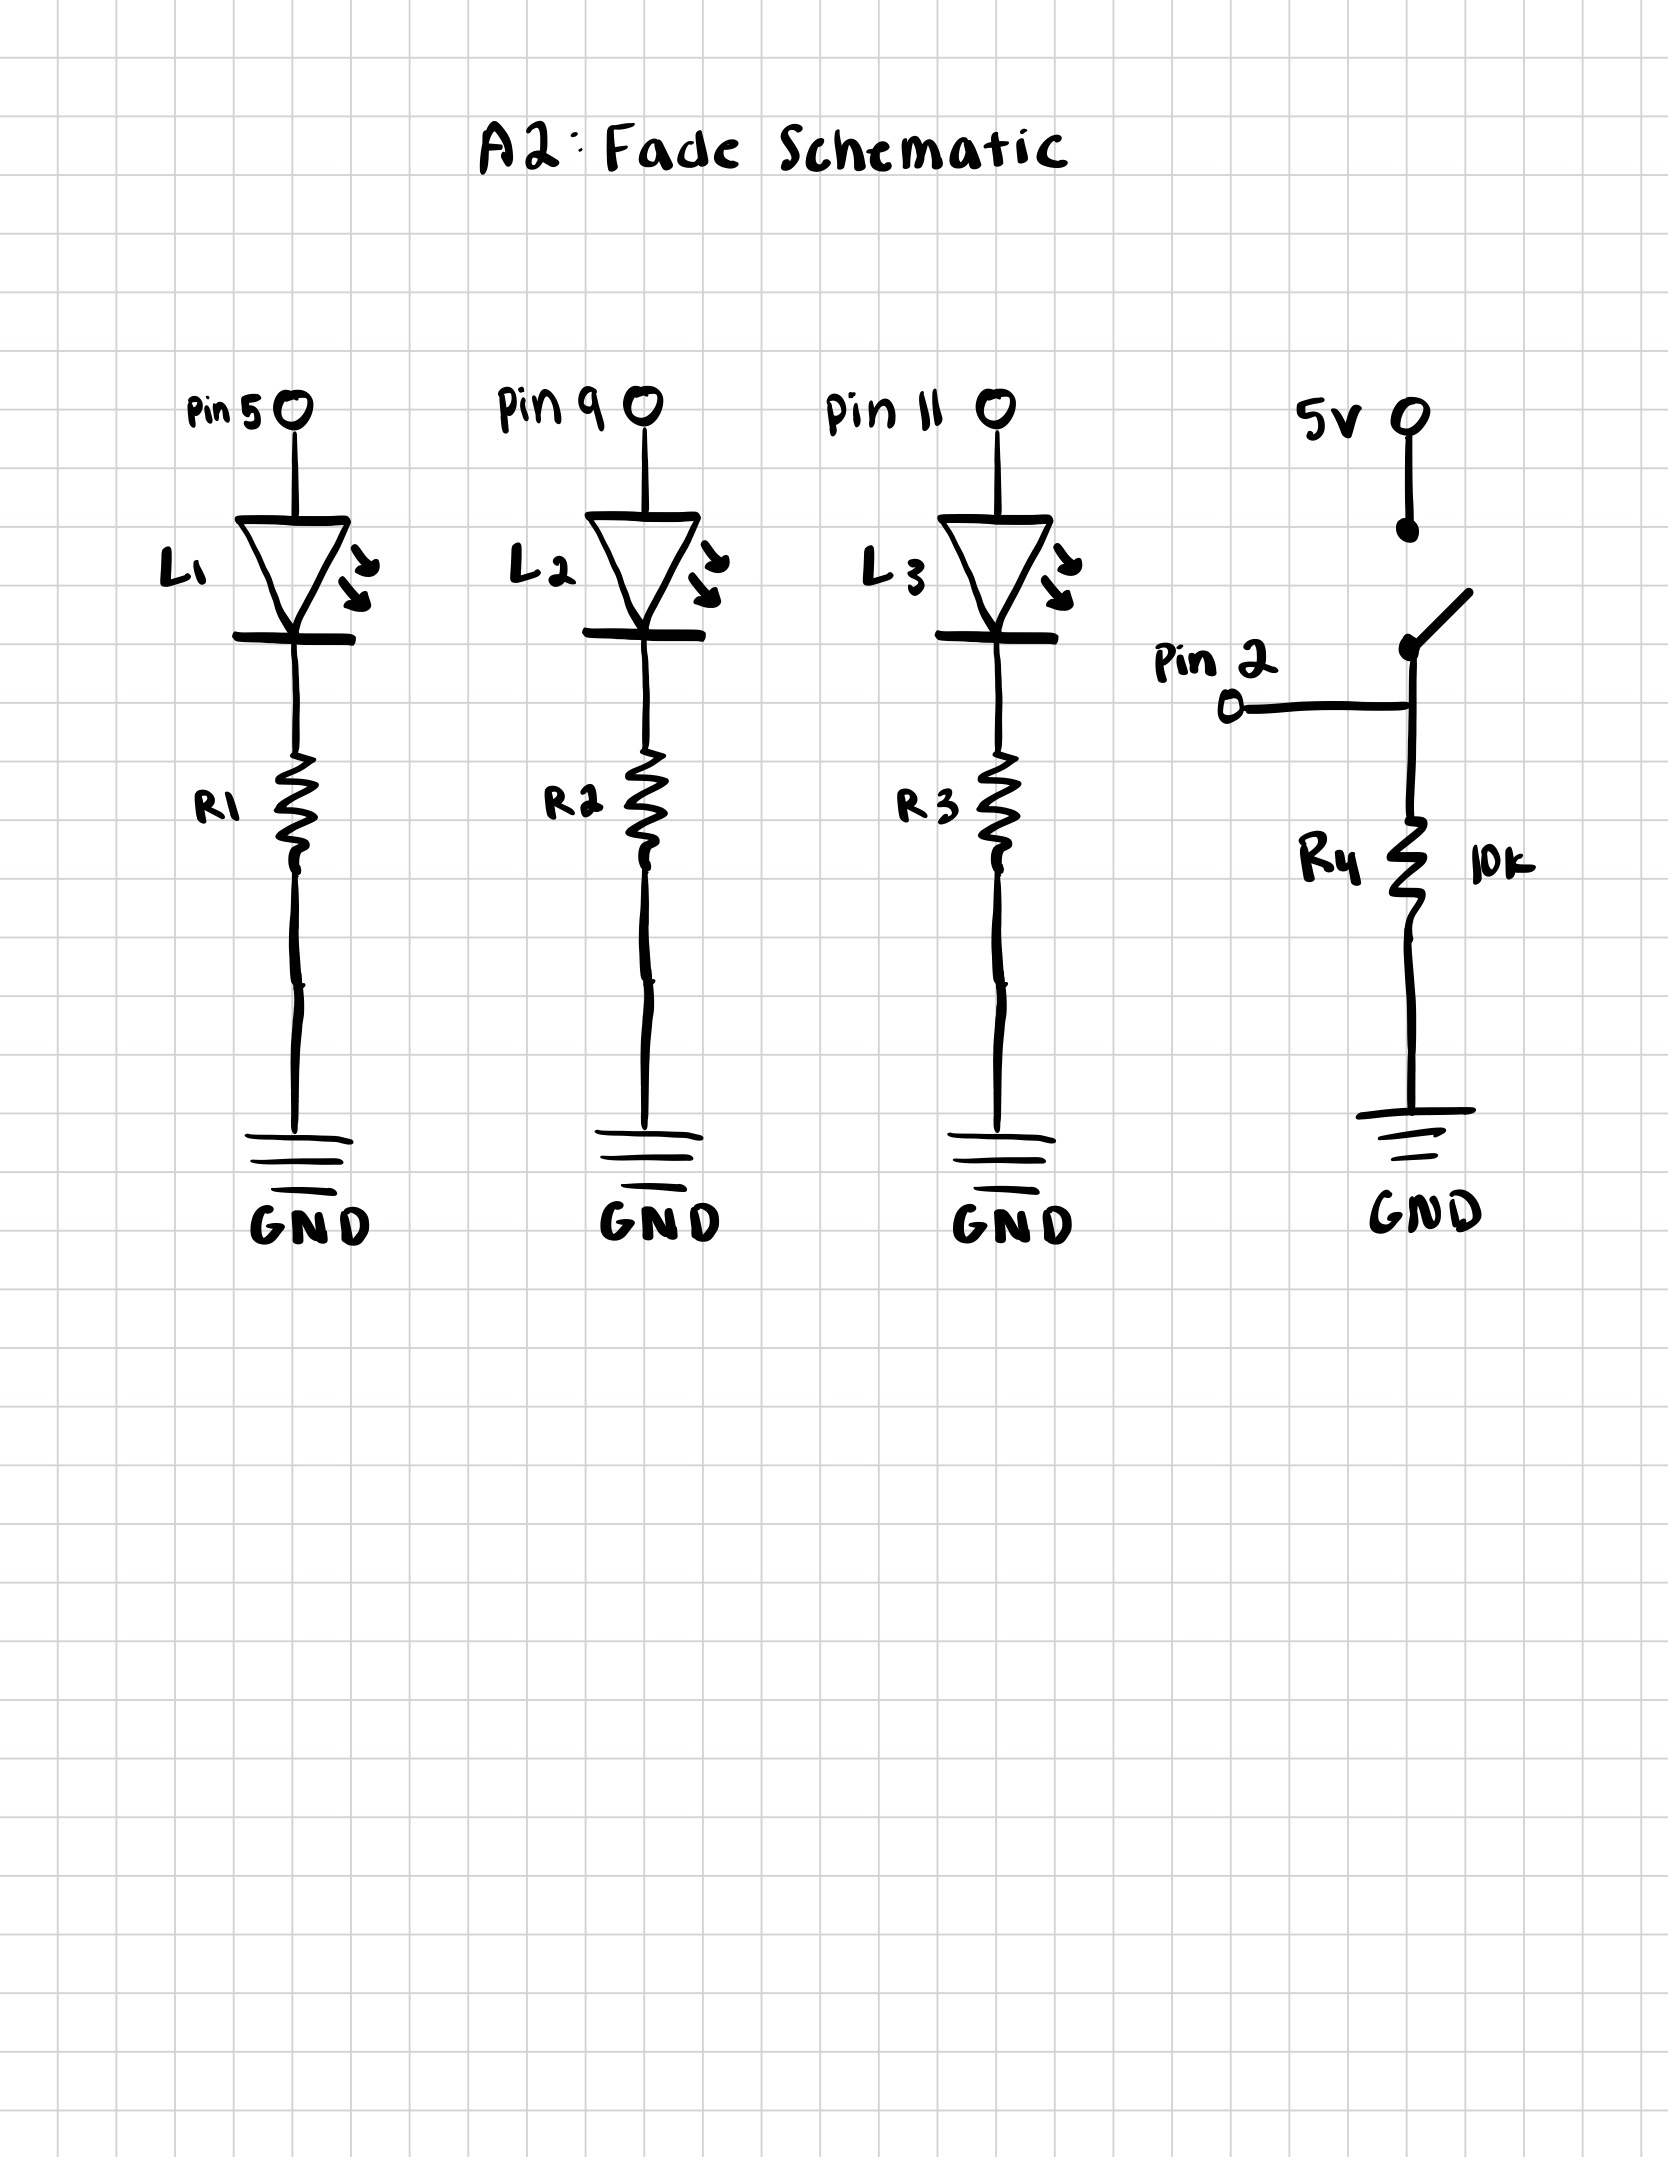 A2: Fade Schematic
Pin 5
Pin 9
Pin 11
5V
L1
L2
L3
Pin 2
R1
R2
R3
R4
10K
GND
GND
GND
GND